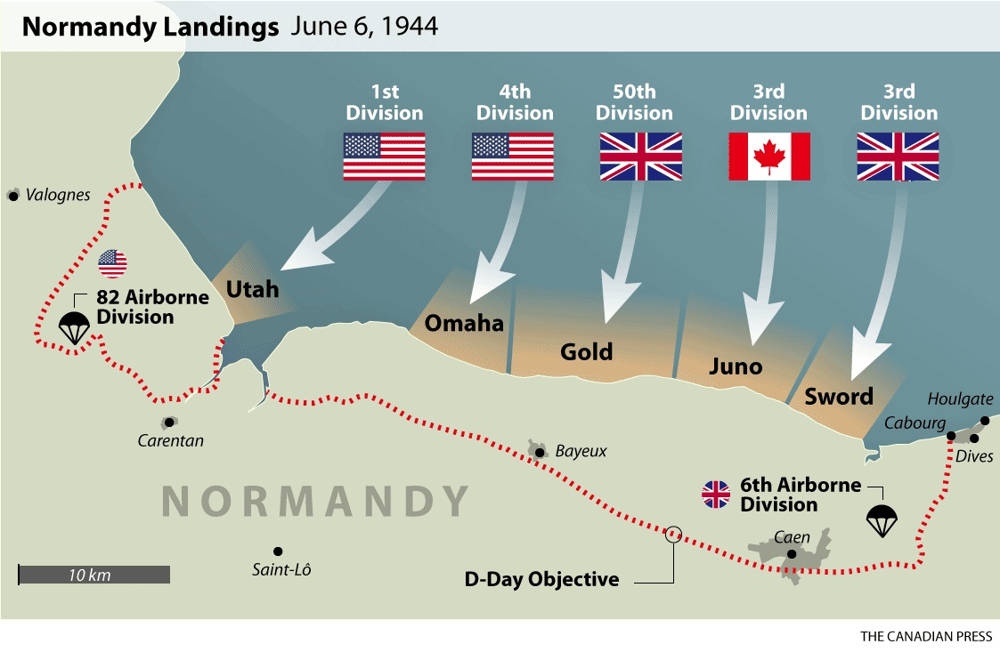 Normandy Landings June 6, 1944
1st
Division
4th
Division
50th
Division
3rd
Division
3rd
Division
Valognes
82 Airborne
Division
Utah
Omaha
Gold
Juno
Sword
Houlgate
Cabourg
Dives
Carentan
Bayeux
NORMANDY
6th Airborne
Division
Caen
Saint-Lô
10 km
D-Day Objective
THE CANADIAN PRESS